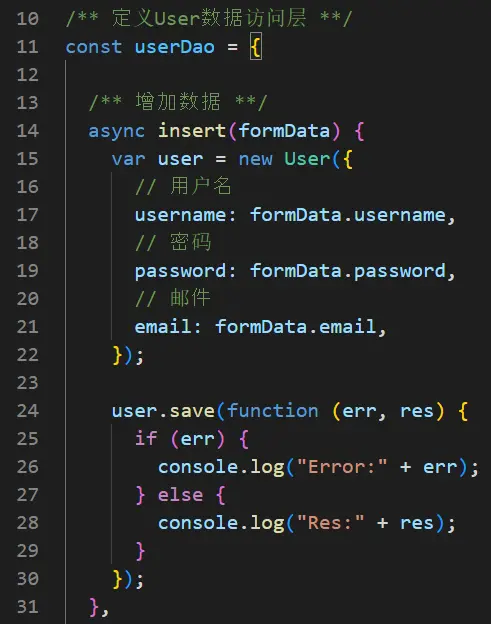 10 /** 定义User数据访问层 **/
11 const userDao = {
12
13   /** 增加数据 **/
14   async insert(formData) {
15     var user = new User({
16       // 用户名
17       username: formData.username,
18       // 密码
19       password: formData.password,
20       // 邮件
21       email: formData.email,
22     });
23
24     user.save(function (err, res) {
25       if (err) {
26         console.log("Error:" + err);
27       } else {
28         console.log("Res:" + res);
29       }
30     });
31   },